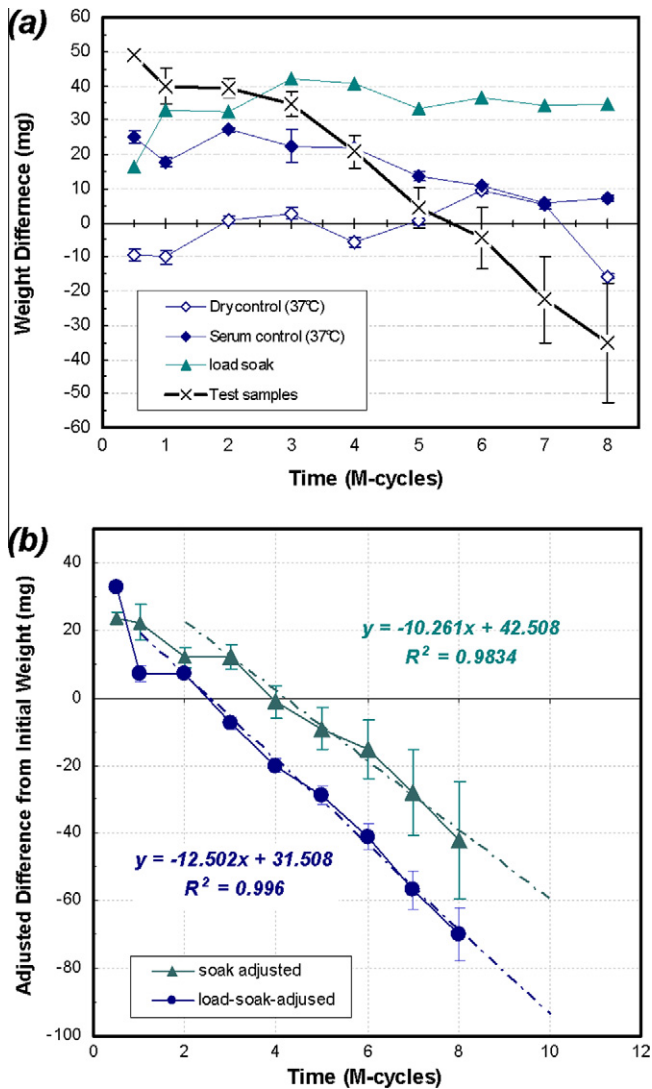 (a)
60
50
40
30
20
10
0
-10
-20
-30
-40
-50
-60
Weight Differnece (mg)
Dry control (37°C)
Serum control (37°C)
load soak
Test samples
0 1 2 3 4 5 6 7 8
Time (M-cycles)
(b)
40
20
0
-20
-40
-60
-80
-100
Adjusted Difference from Initial Weight (mg)
y = -10.261x + 42.508
R² = 0.9834
y = -12.502x + 31.508
R² = 0.996
soak adjusted
load-soak-adjused
0 2 4 6 8 10 12
Time (M-cycles)